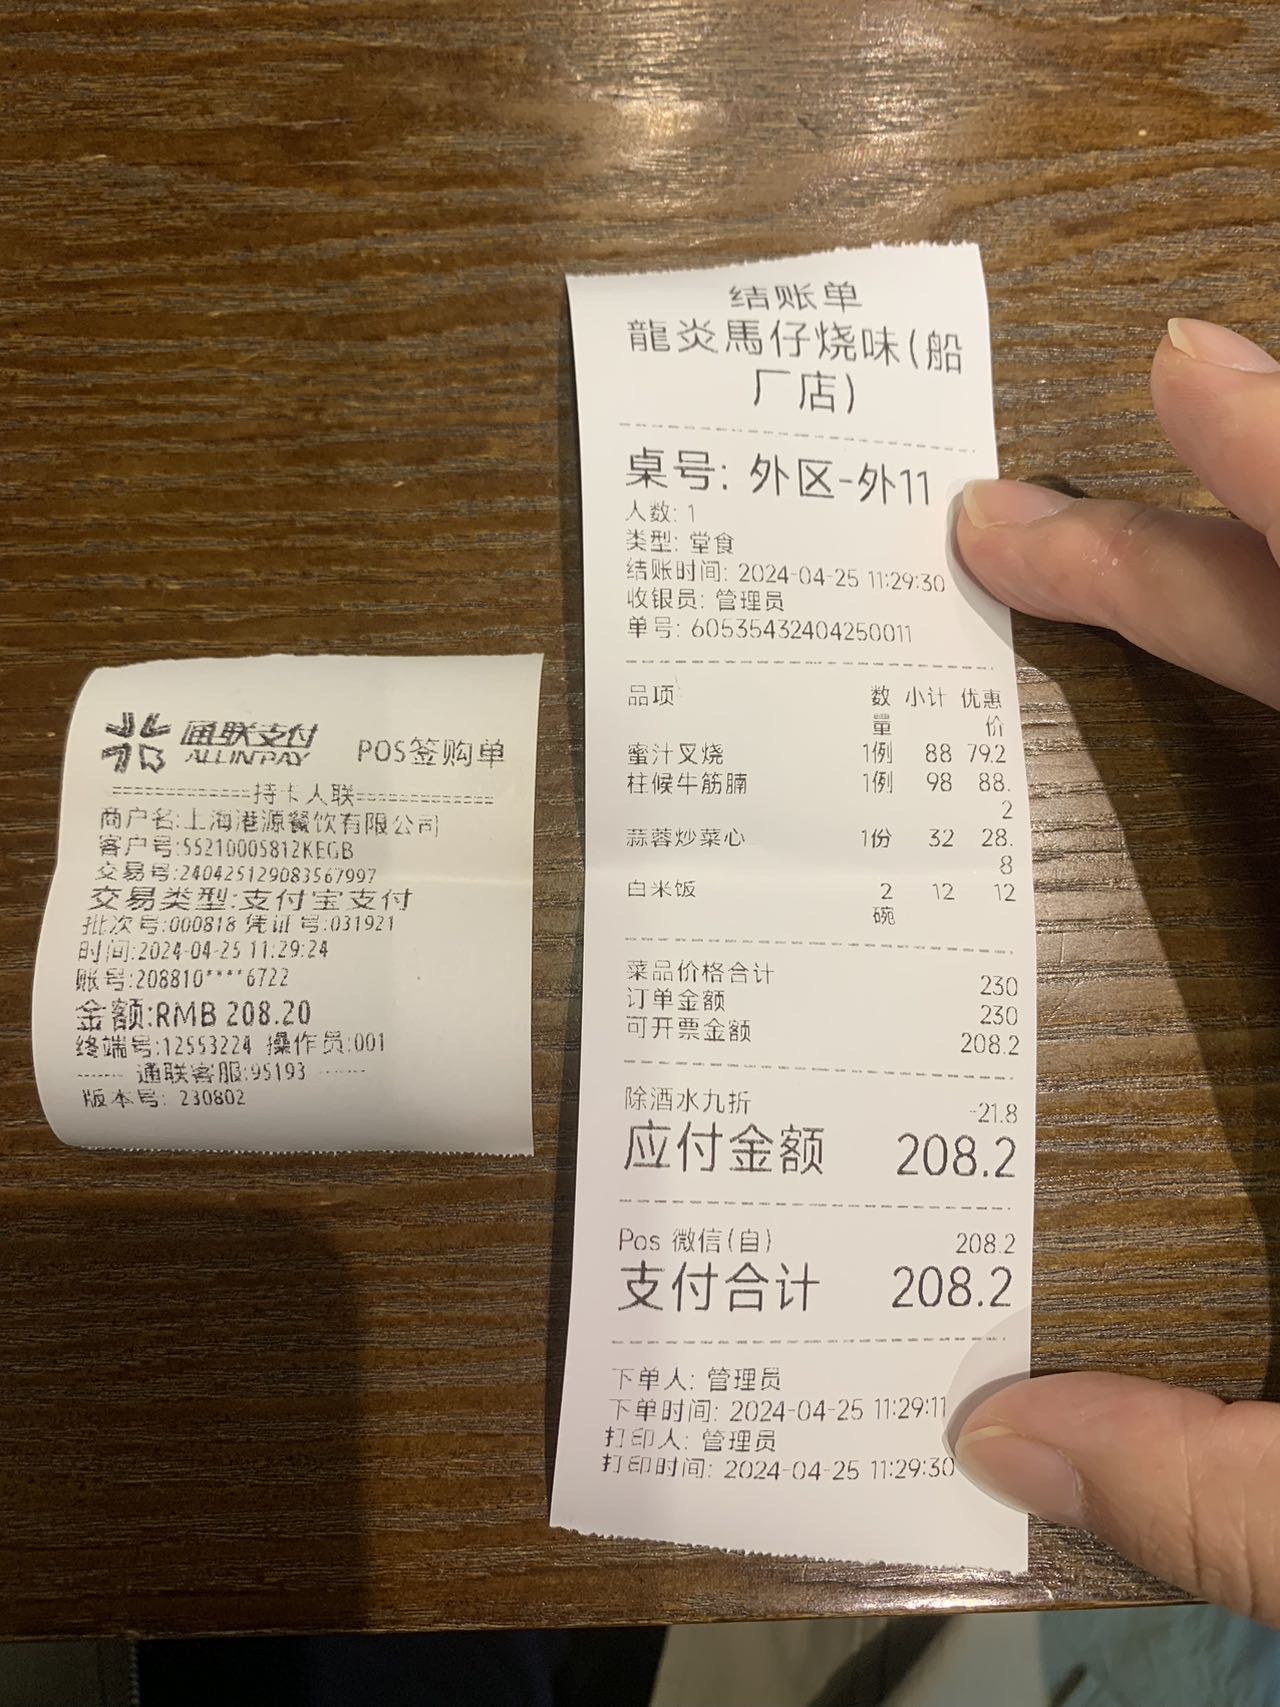 通联支付
ALLINPAY
POS签购单
=============持卡人联=============
商户名:上海港源餐饮有限公司
客户号:55210005812KEGB
交易号:240425129083567997
交易类型:支付宝支付
批次号:000818 凭证号:031921
时间:2024-04-25 11:29:24
账号:208810****6722
金额:RMB 208.20
终端号:12553224 操作员:001
------ 通联客服:95193 ------
版本号: 230802
结账单
龍炎馬仔烧味(船
厂店)
桌号: 外区-外11
人数: 1
类型: 堂食
结账时间: 2024-04-25 11:29:30
收银员: 管理员
单号: 60535432404250011
品项 数 小计 优惠
量 价
蜜汁叉烧 1例 88 79.2
柱候牛筋腩 1例 98 88.
2
蒜蓉炒菜心 1份 32 28.
8
白米饭 2 12 12
碗
菜品价格合计 230
订单金额 230
可开票金额 208.2
除酒水九折 -21.8
应付金额 208.2
Pos 微信(自) 208.2
支付合计 208.2
下单人: 管理员
下单时间: 2024-04-25 11:29:11
打印人: 管理员
打印时间: 2024-04-25 11:29:30